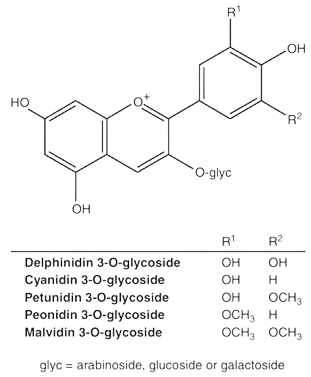 R¹
OH
HO
O⁺
R²
O-glyc
OH
R¹ R²
Delphinidin 3-O-glycoside OH OH
Cyanidin 3-O-glycoside OH H
Petunidin 3-O-glycoside OH OCH₃
Peonidin 3-O-glycoside OCH₃ H
Malvidin 3-O-glycoside OCH₃ OCH₃
glyc = arabinoside, glucoside or galactoside